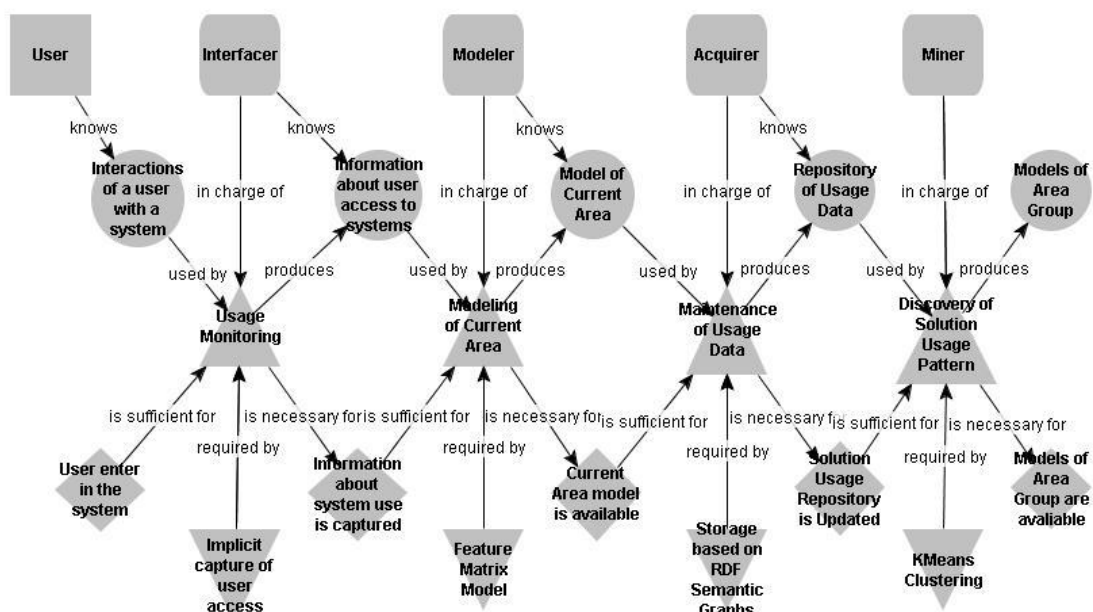 User
Interfacer
Modeler
Acquirer
Miner
knows
knows
knows
knows
Interactions
of a user
with a
system
in charge of
Information
about user
access to
systems
in charge of
Model of
Current
Area
in charge of
Repository
of Usage
Data
in charge of
Models of
Area
Group
used by
produces
used by
produces
used by
produces
used by
produces
Usage
Monitoring
Modeling
of Current
Area
Maintenance
of Usage
Data
Discovery of
Solution
Usage
Pattern
is sufficient for
is necessary for
is sufficient for
is necessary for
is sufficient for
is necessary for
is sufficient for
is necessary for
required by
required by
required by
required by
User enter
in the
system
Information
about
system use
is captured
Current
Area model
is available
Solution
Usage
Repository
is Updated
Models of
Area
Group are
avaliable
Implicit
capture of
user
access
Feature
Matrix
Model
Storage
based on
RDF
Semantic
Graphs
KMeans
Clustering